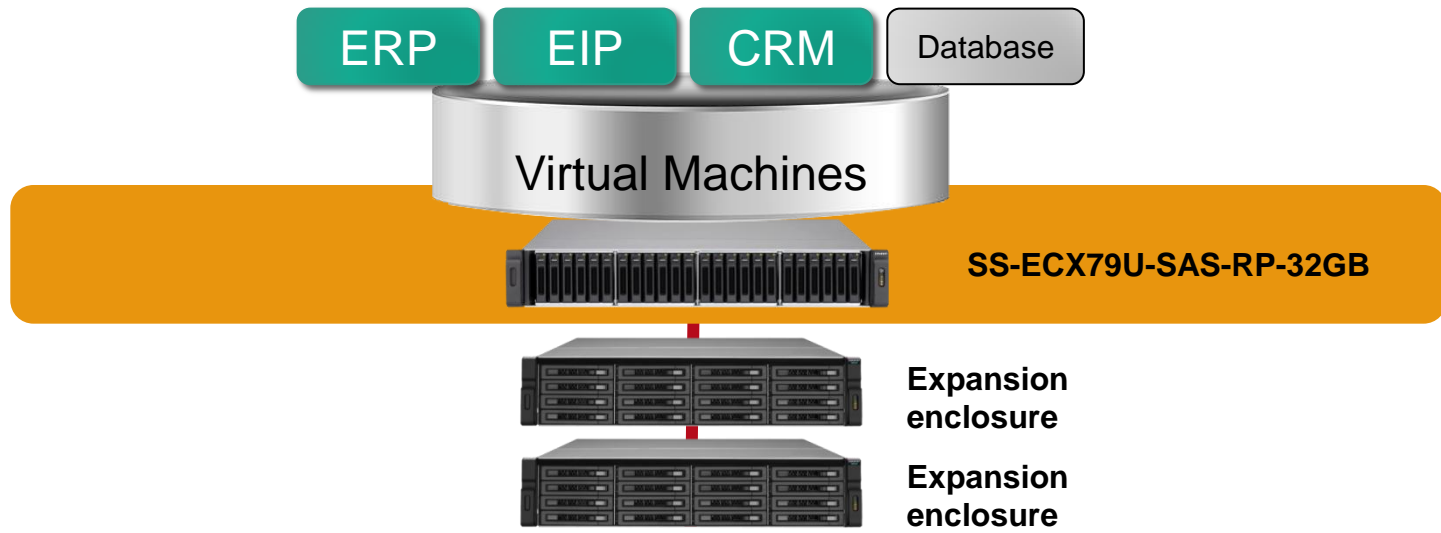 ERP EIP CRM Database
Virtual Machines
SS-ECX79U-SAS-RP-32GB
Expansion
enclosure
Expansion
enclosure